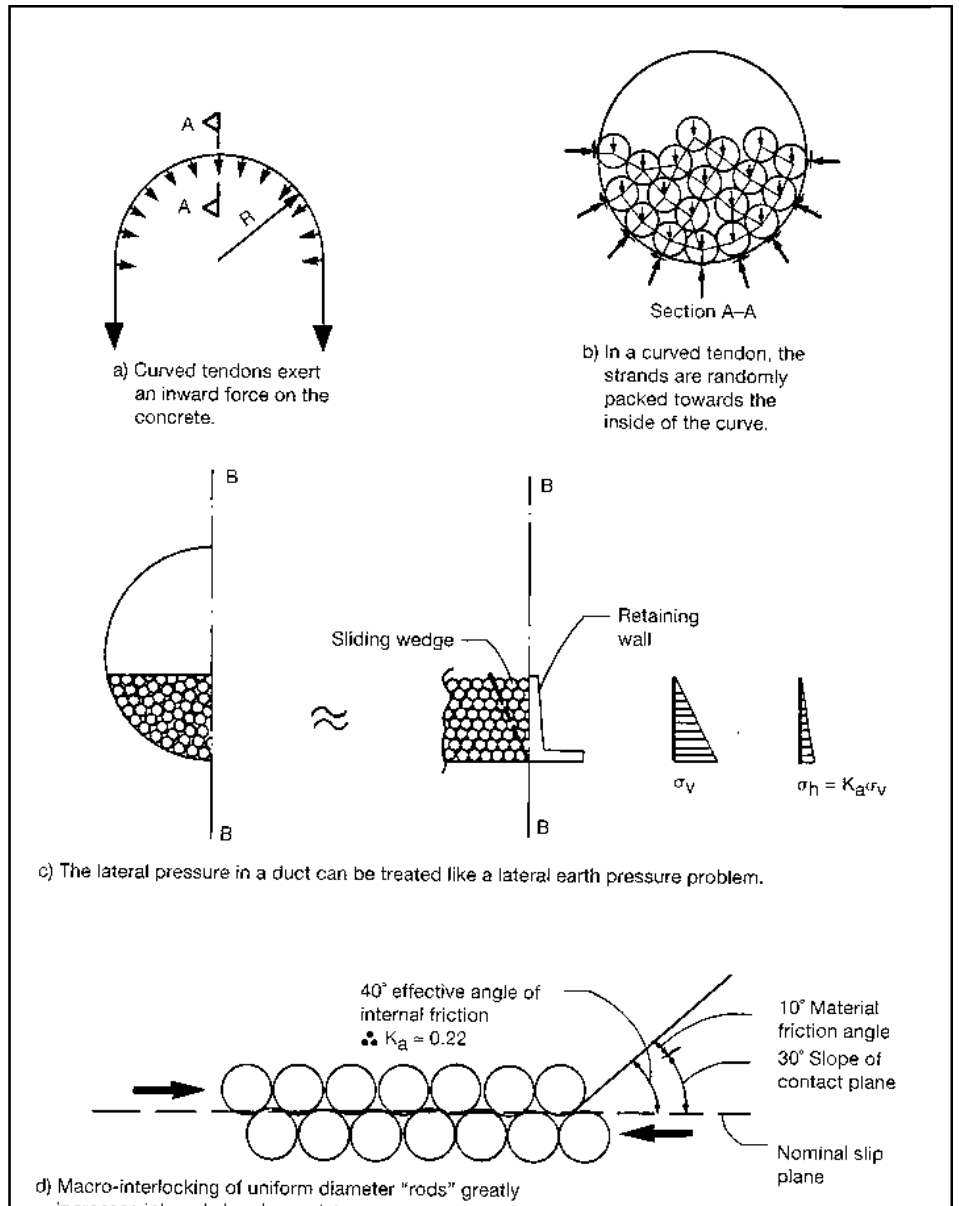 A
A
R
a) Curved tendons exert
an inward force on the
concrete.
Section A–A
b) In a curved tendon, the
strands are randomly
packed towards the
inside of the curve.
B
B
Sliding wedge
Retaining
wall
≈
σv
σh = Kaσv
B
B
c) The lateral pressure in a duct can be treated like a lateral earth pressure problem.
40° effective angle of
internal friction
∴ Ka = 0.22
10° Material
friction angle
30° Slope of
contact plane
Nominal slip
plane
d) Macro-interlocking of uniform diameter "rods" greatly